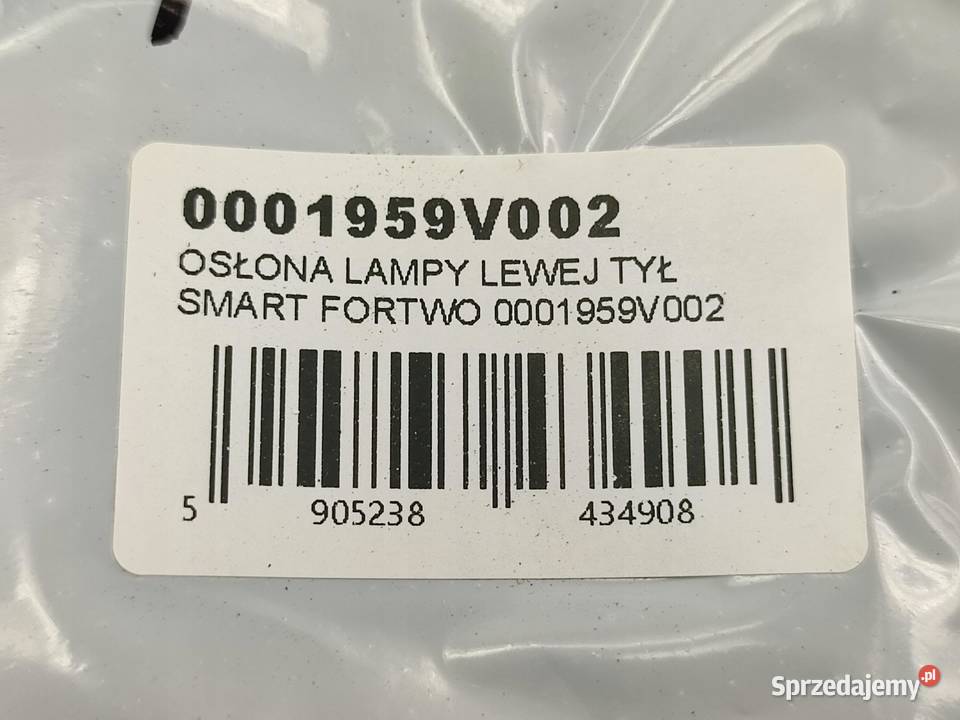 0001959V002
OSŁONA LAMPY LEWEJ TYŁ
SMART FORTWO 0001959V002
5 905238 434908
Sprzedajemy.pl